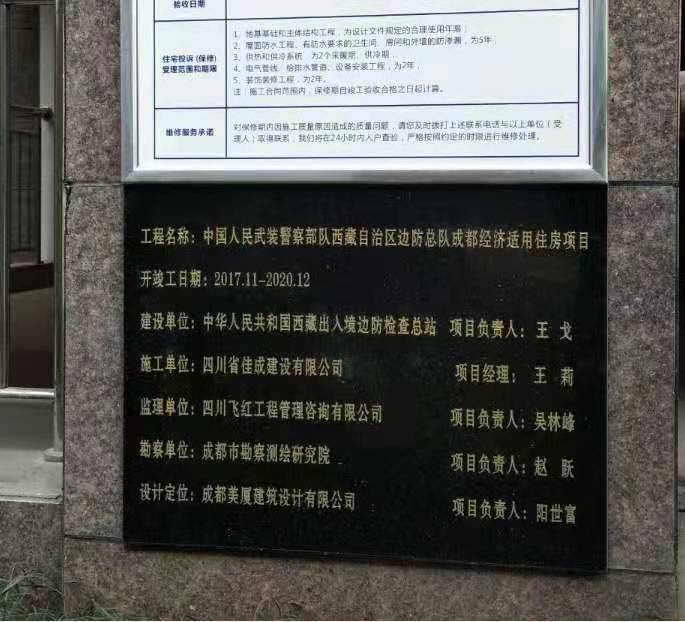 验收日期
住宅投诉(保修)
受理范围和期限
1、地基基础和主体结构工程,为设计文件规定的合理使用年限;
2、屋面防水工程、有防水要求的卫生间、房间和外墙的防渗漏,为5年;
3、供热和供冷系统 为2个采暖期、供冷期;
4、电气管线、给排水管道、设备安装工程,为2年;
5、装饰装修工程,为2年。
注:施工合同范围内,保修期自竣工验收合格之日起计算。
维修服务承诺
对保修期内因施工质量原因造成的质量问题,请您及时拨打上述联系电话与以上单位(受
理人)取得联系,我们将在24小时内入户查验,严格按照约定的时限进行维修处理。
工程名称:中国人民武装警察部队西藏自治区边防总队成都经济适用住房项目
开竣工日期:2017.11-2020.12
建设单位:中华人民共和国西藏出入境边防检查总站 项目负责人:王 戈
施工单位:四川省佳成建设有限公司 项目经理: 王 莉
监理单位:四川飞红工程管理咨询有限公司 项目负责人:吴林峰
勘察单位:成都市勘察测绘研究院 项目负责人:赵 跃
设计定位:成都美厦建筑设计有限公司 项目负责人:阳世富